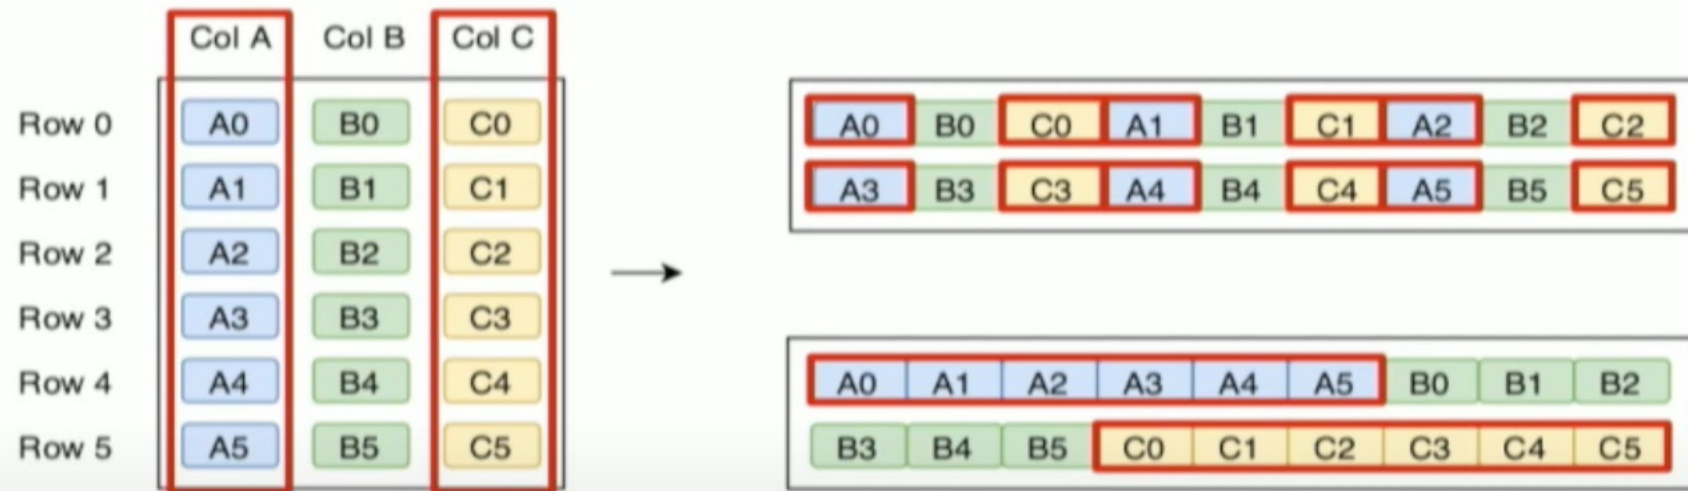 Col A Col B Col C
Row 0 A0 B0 C0
Row 1 A1 B1 C1
Row 2 A2 B2 C2
Row 3 A3 B3 C3
Row 4 A4 B4 C4
Row 5 A5 B5 C5
A0 B0 C0 A1 B1 C1 A2 B2 C2
A3 B3 C3 A4 B4 C4 A5 B5 C5
A0 A1 A2 A3 A4 A5 B0 B1 B2
B3 B4 B5 C0 C1 C2 C3 C4 C5